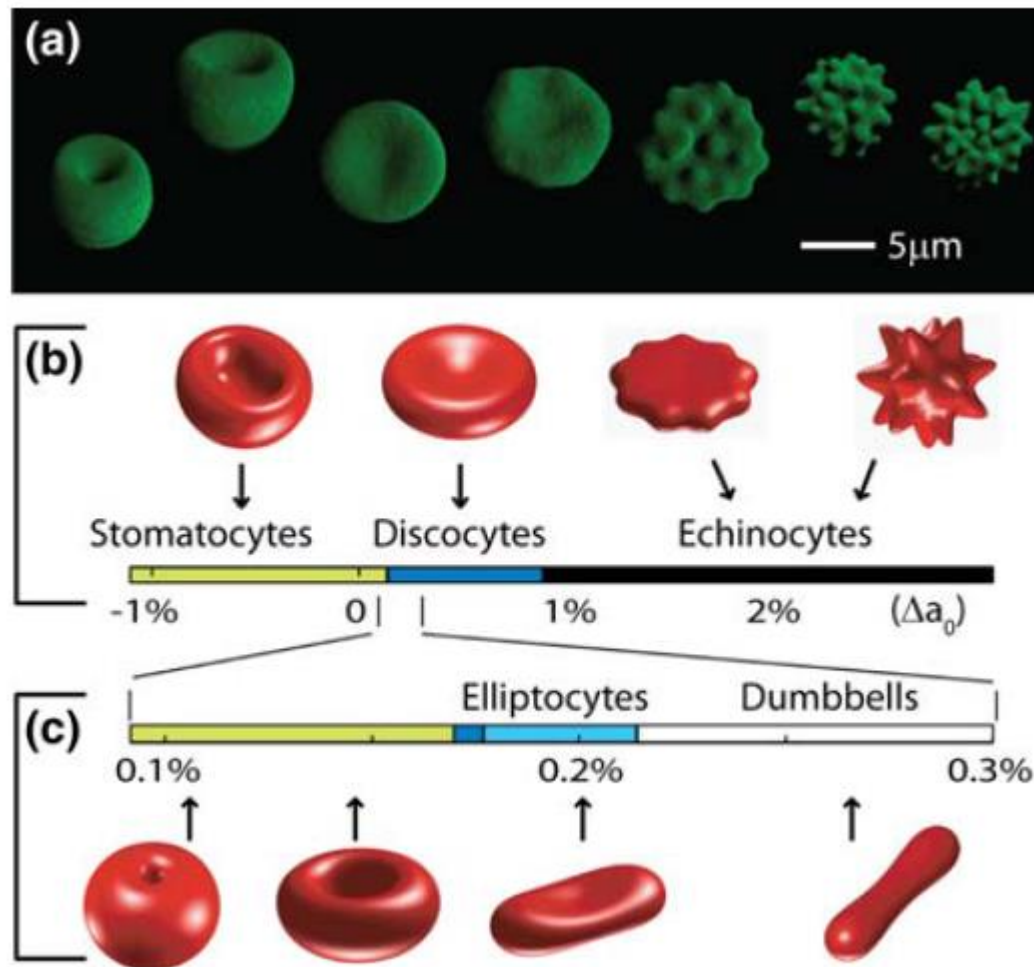 (a)
5μm
(b)
Stomatocytes Discocytes Echinocytes
-1% 0 1% 2% (Δa₀)
(c)
Elliptocytes Dumbbells
0.1% 0.2% 0.3%